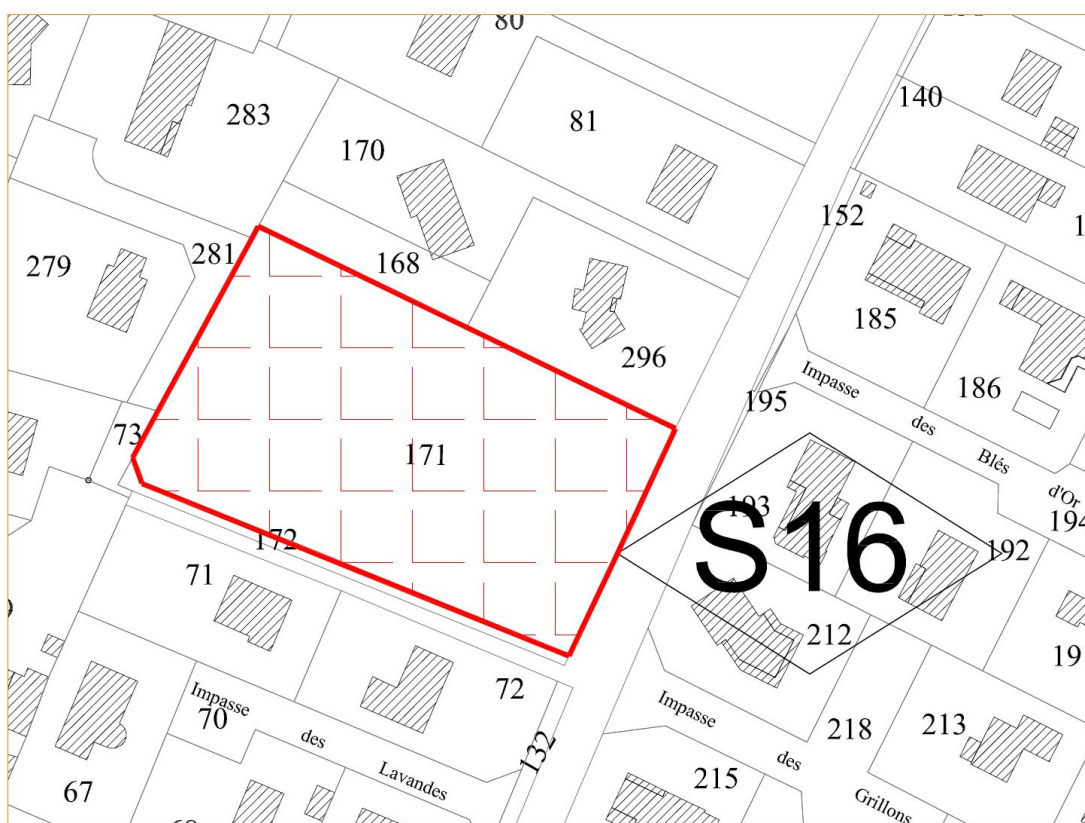 80
140
283
81
170
152
281
168
279
185
296
186
Impasse
des
Blés
d'Or
195
73
171
193
S16
194
192
172
71
212
19
72
Impasse
des
Lavandes
70
132
Impasse
des
Grillons
218
213
67
215